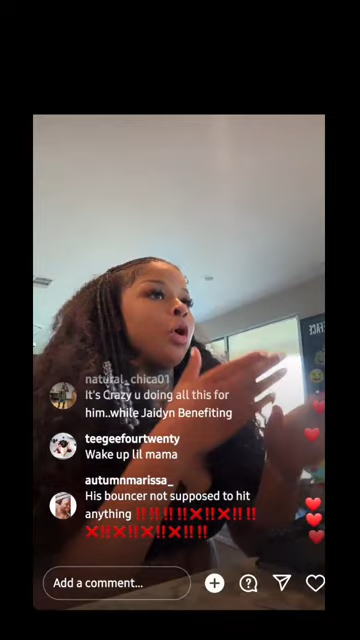 FACE
natural_chica01
It's Crazy u doing all this for
him..while Jaidyn Benefiting
teegeefourtwenty
Wake up lil mama
autumnmarissa_
His bouncer not supposed to hit
anything ‼️‼️‼️‼️❌‼️❌‼️‼️
❌‼️❌‼️❌‼️❌‼️‼️
Add a comment...